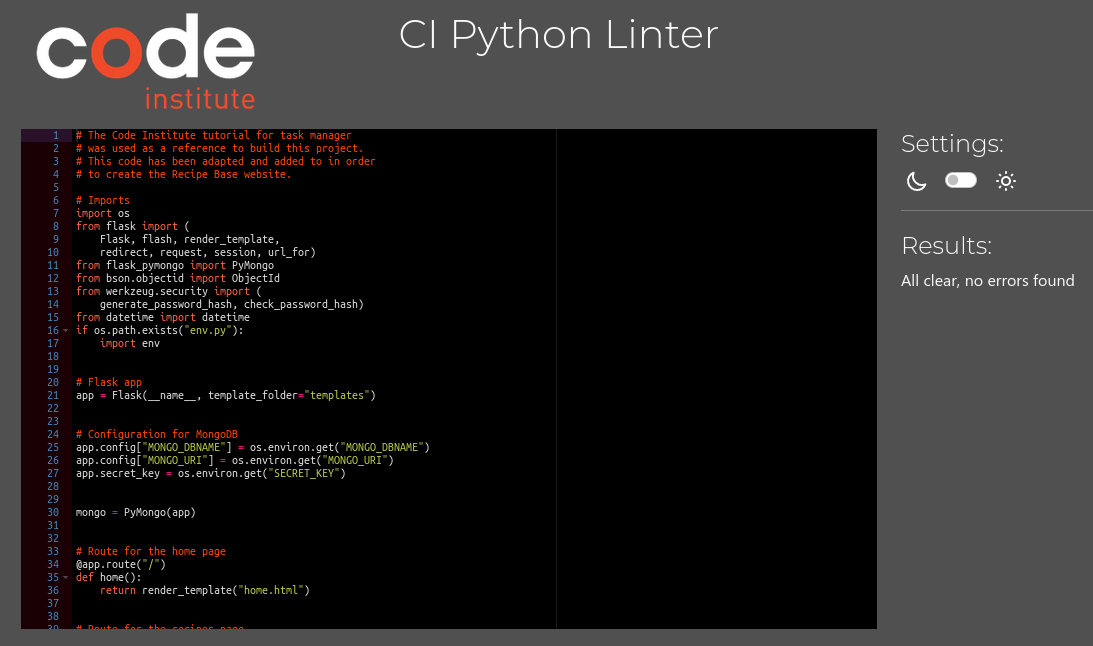 code
institute
CI Python Linter
1 # The Code Institute tutorial for task manager
2 # was used as a reference to build this project.
3 # This code has been adapted and added to in order
4 # to create the Recipe Base website.
5
6 # Imports
7 import os
8 from flask import (
9     Flask, flash, render_template,
10     redirect, request, session, url_for)
11 from flask_pymongo import PyMongo
12 from bson.objectid import ObjectId
13 from werkzeug.security import (
14     generate_password_hash, check_password_hash)
15 from datetime import datetime
16 if os.path.exists("env.py"):
17     import env
18
19
20 # Flask app
21 app = Flask(__name__, template_folder="templates")
22
23
24 # Configuration for MongoDB
25 app.config["MONGO_DBNAME"] = os.environ.get("MONGO_DBNAME")
26 app.config["MONGO_URI"] = os.environ.get("MONGO_URI")
27 app.secret_key = os.environ.get("SECRET_KEY")
28
29
30 mongo = PyMongo(app)
31
32
33 # Route for the home page
34 @app.route("/")
35 def home():
36     return render_template("home.html")
37
38
39 # Route for the recipes page
Settings:
Results:
All clear, no errors found